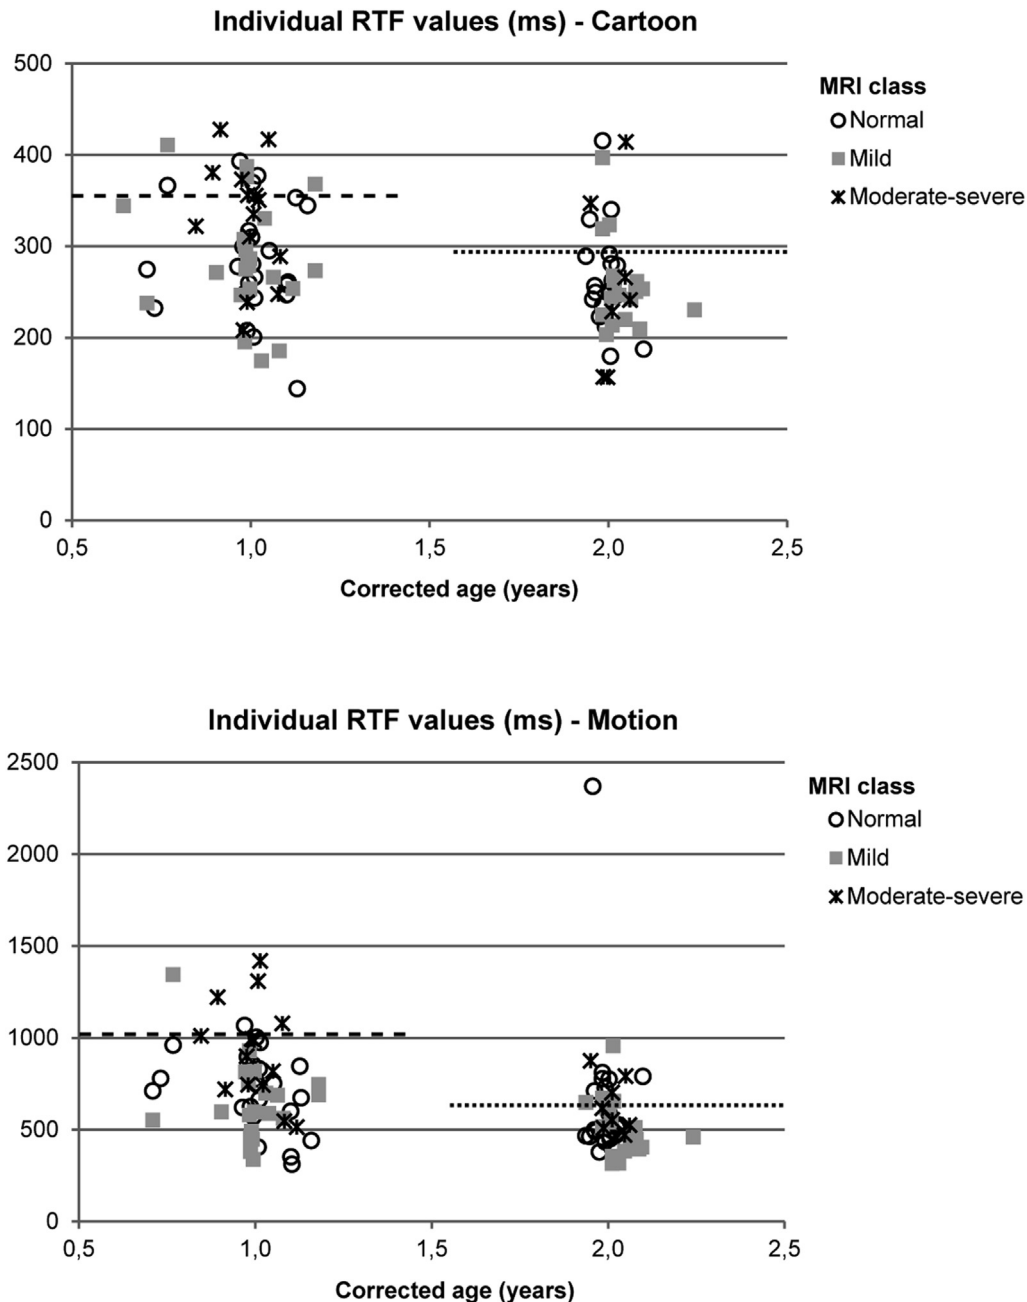 Individual RTF values (ms) - Cartoon
500
400
300
200
100
0
0,5 1,0 1,5 2,0 2,5
Corrected age (years)
MRI class
Normal
Mild
Moderate-severe
Individual RTF values (ms) - Motion
2500
2000
1500
1000
500
0
0,5 1,0 1,5 2,0 2,5
Corrected age (years)
MRI class
Normal
Mild
Moderate-severe